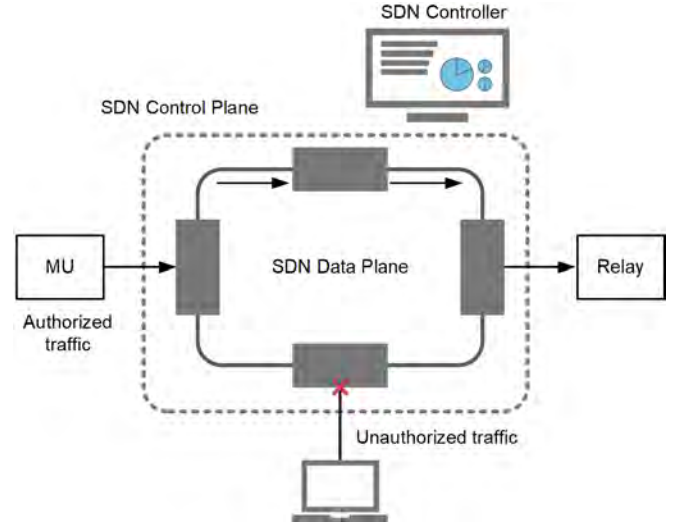 SDN Controller
SDN Control Plane
MU
SDN Data Plane
Relay
Authorized
traffic
Unauthorized traffic